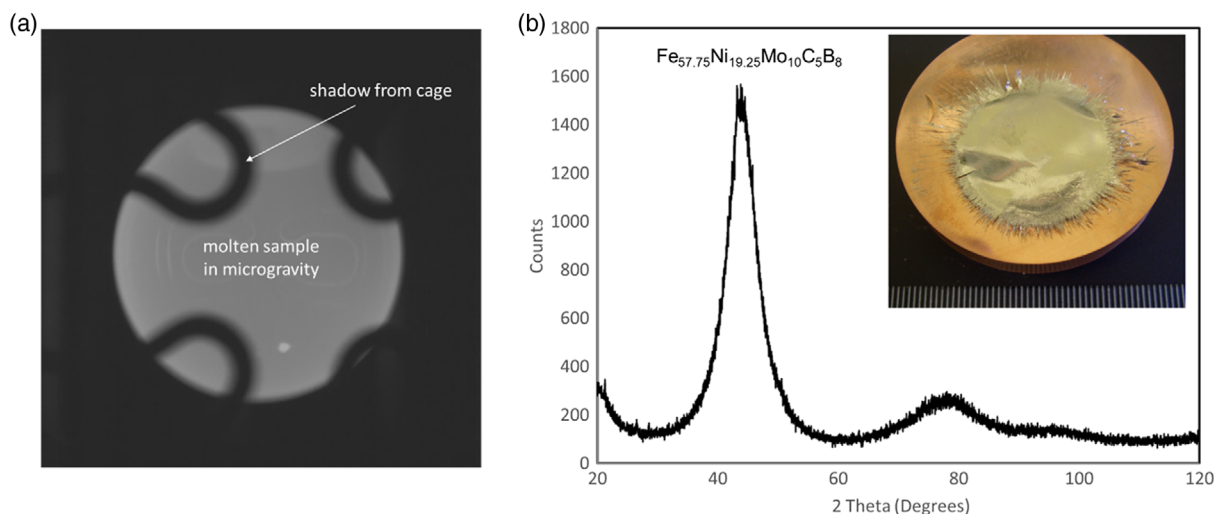 (a)
shadow from cage
molten sample
in microgravity
(b)
Fe57.75Ni19.25Mo10C5B8
Counts
1800
1600
1400
1200
1000
800
600
400
200
0
20
40
60
80
100
120
2 Theta (Degrees)